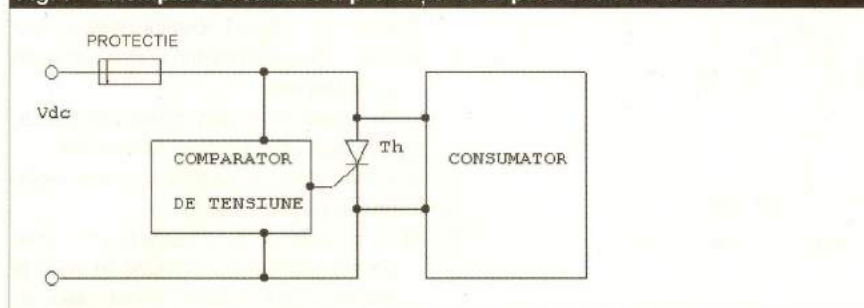 PROTECTIE
Vdc
COMPARATOR
DE TENSIUNE
Th
CONSUMATOR